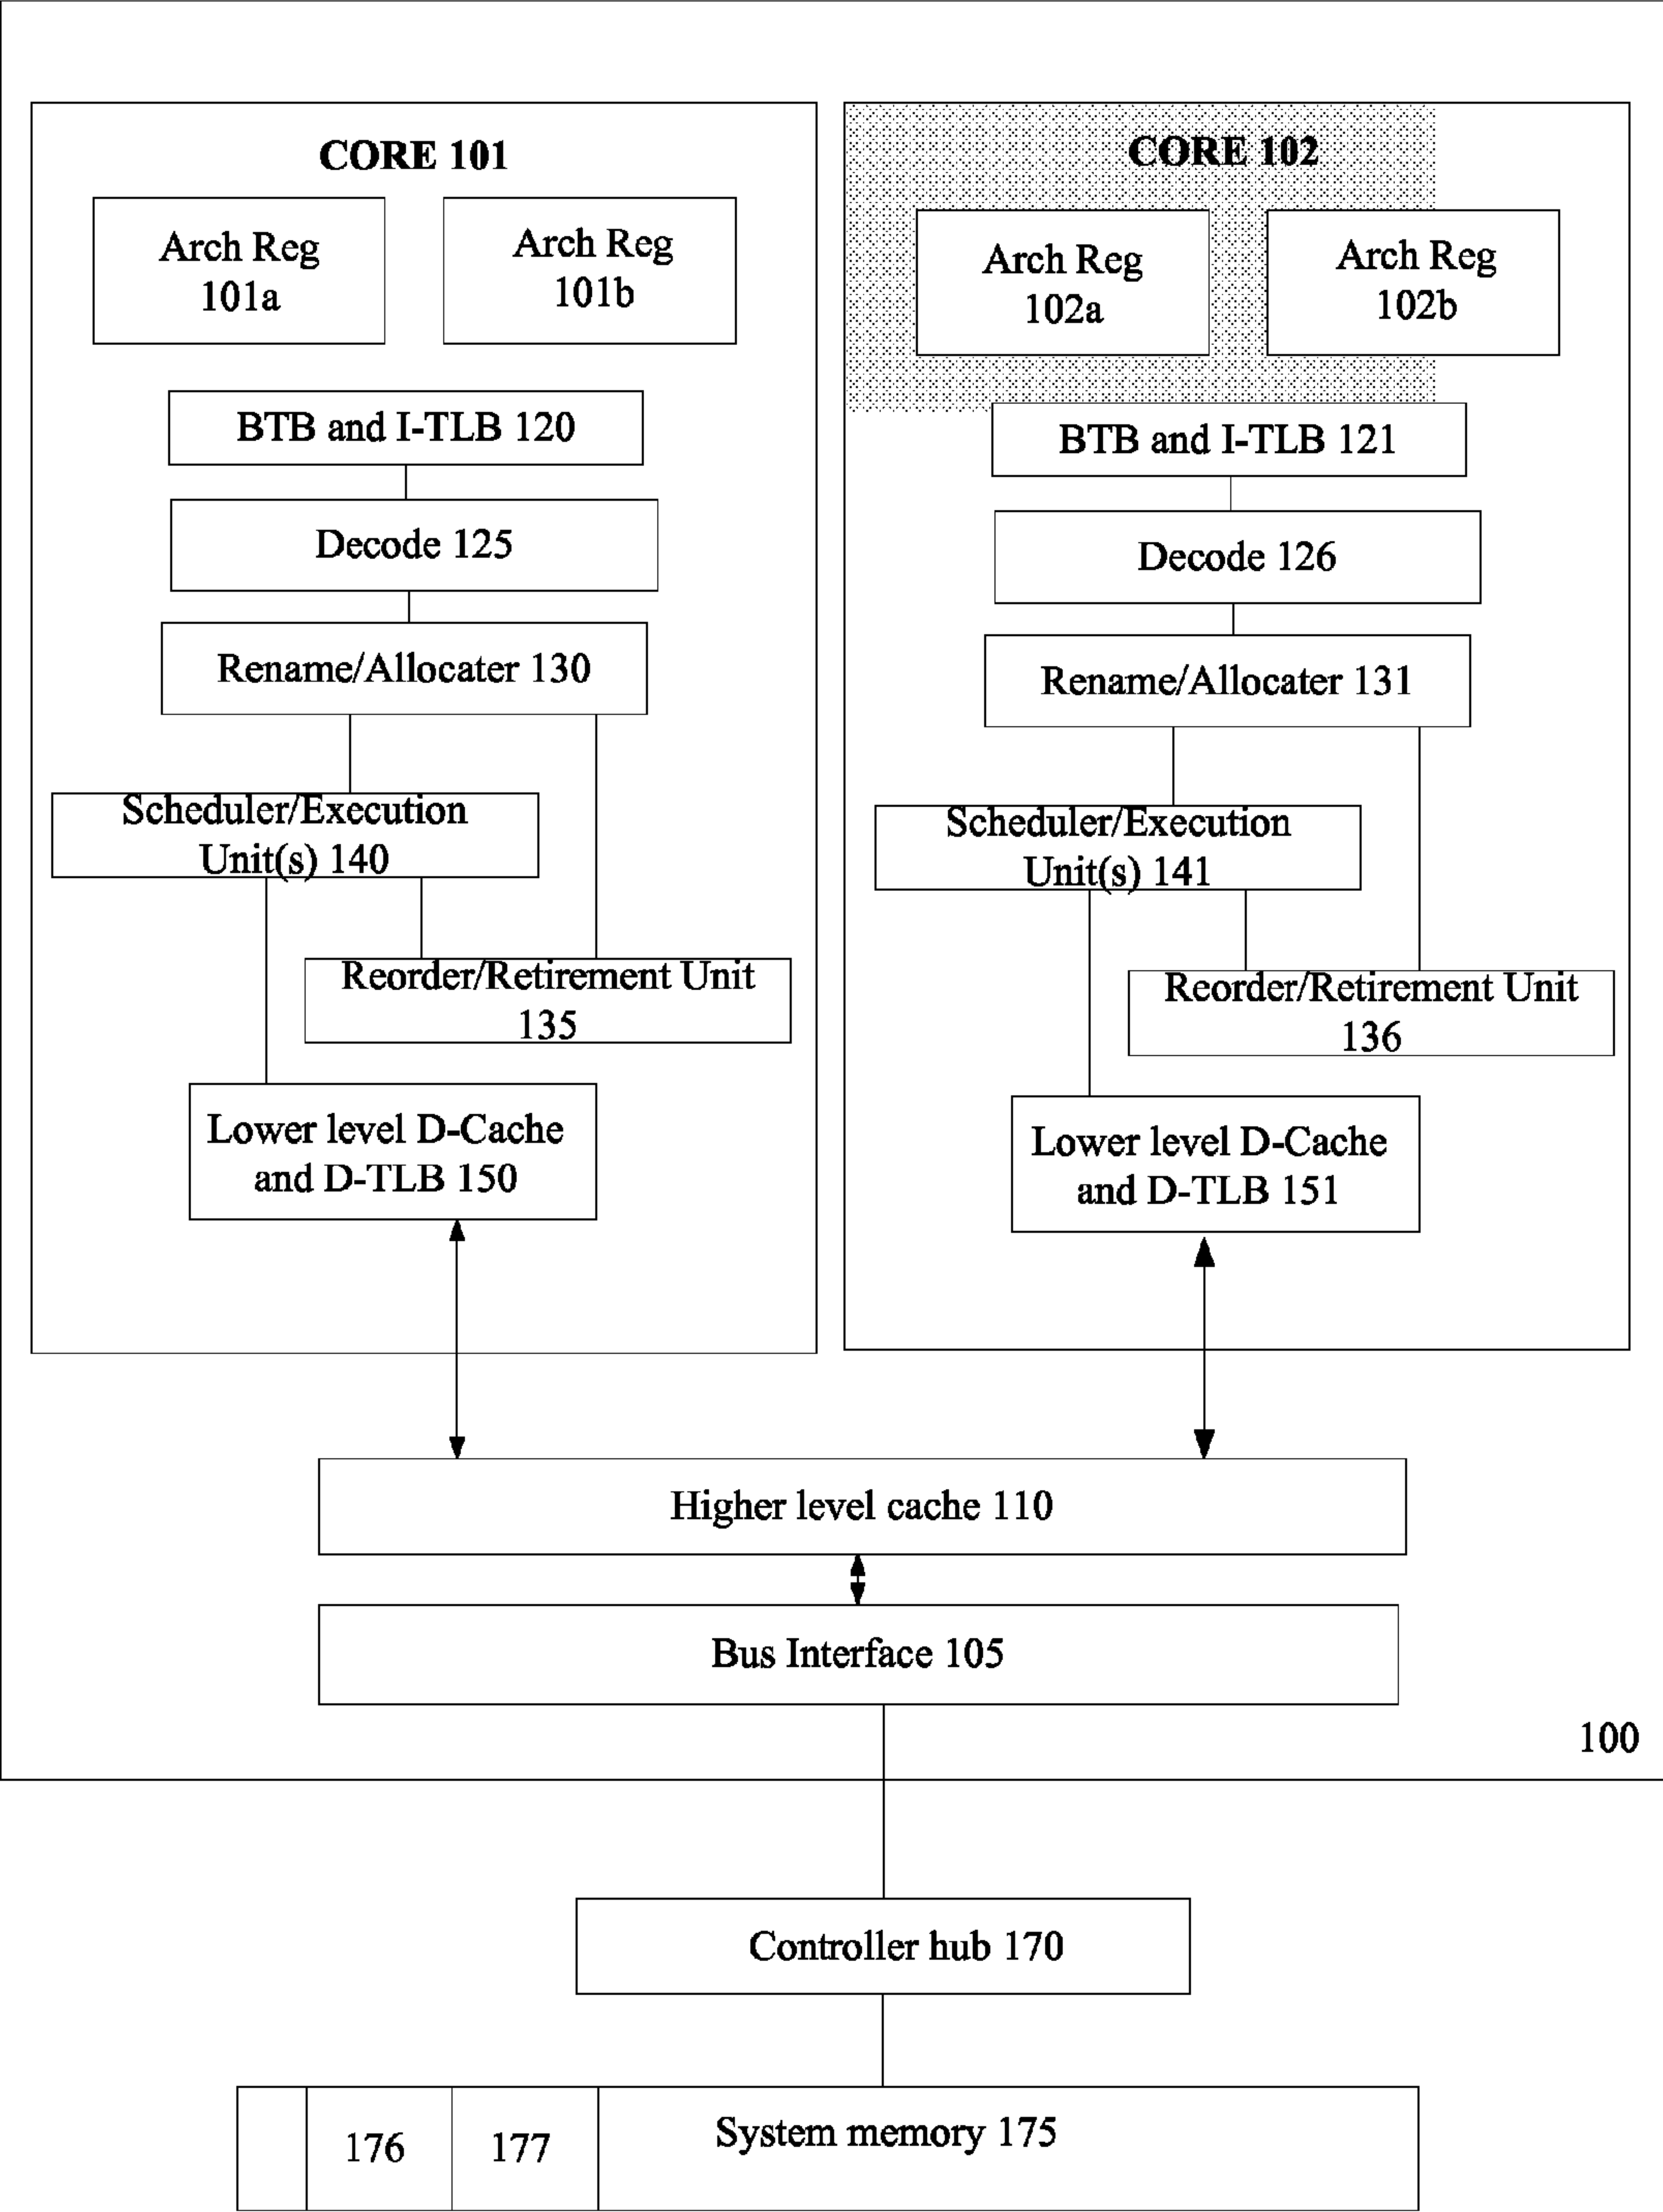 CORE 101
Arch Reg
101a
Arch Reg
101b
BTB and I-TLB 120
Decode 125
Rename/Allocater 130
Scheduler/Execution
Unit(s) 140
Reorder/Retirement Unit
135
Lower level D-Cache
and D-TLB 150
CORE 102
Arch Reg
102a
Arch Reg
102b
BTB and I-TLB 121
Decode 126
Rename/Allocater 131
Scheduler/Execution
Unit(s) 141
Reorder/Retirement Unit
136
Lower level D-Cache
and D-TLB 151
Higher level cache 110
Bus Interface 105
100
Controller hub 170
176
177
System memory 175